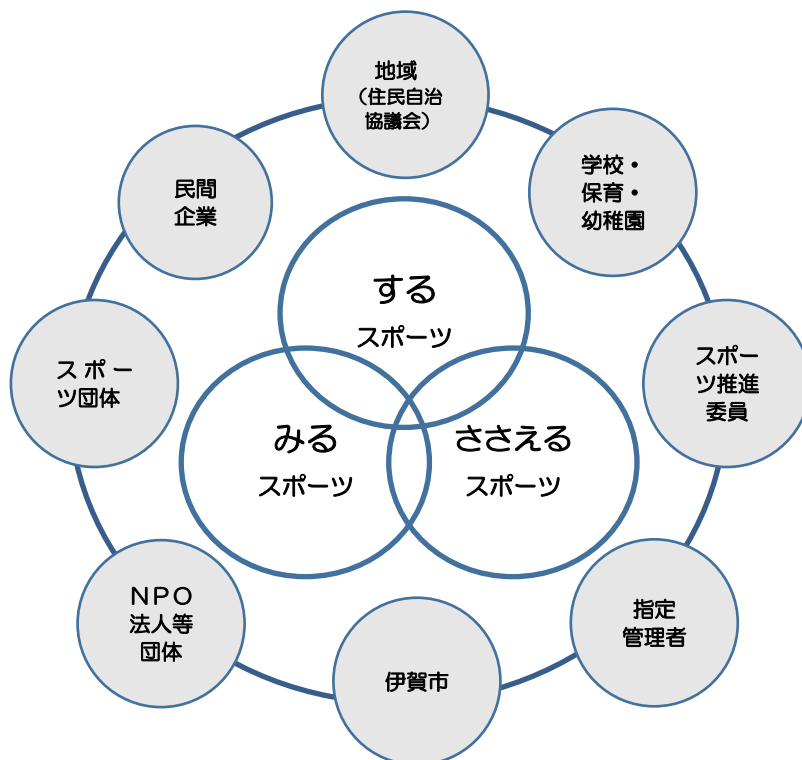 地域
（住民自治
協議会）
学校・
保育・
幼稚園
民間
企業
する
スポーツ
スポー
ツ団体
スポー
ツ推進
委員
みる
スポーツ
ささえる
スポーツ
ＮＰＯ
法人等
団体
指定
管理者
伊賀市